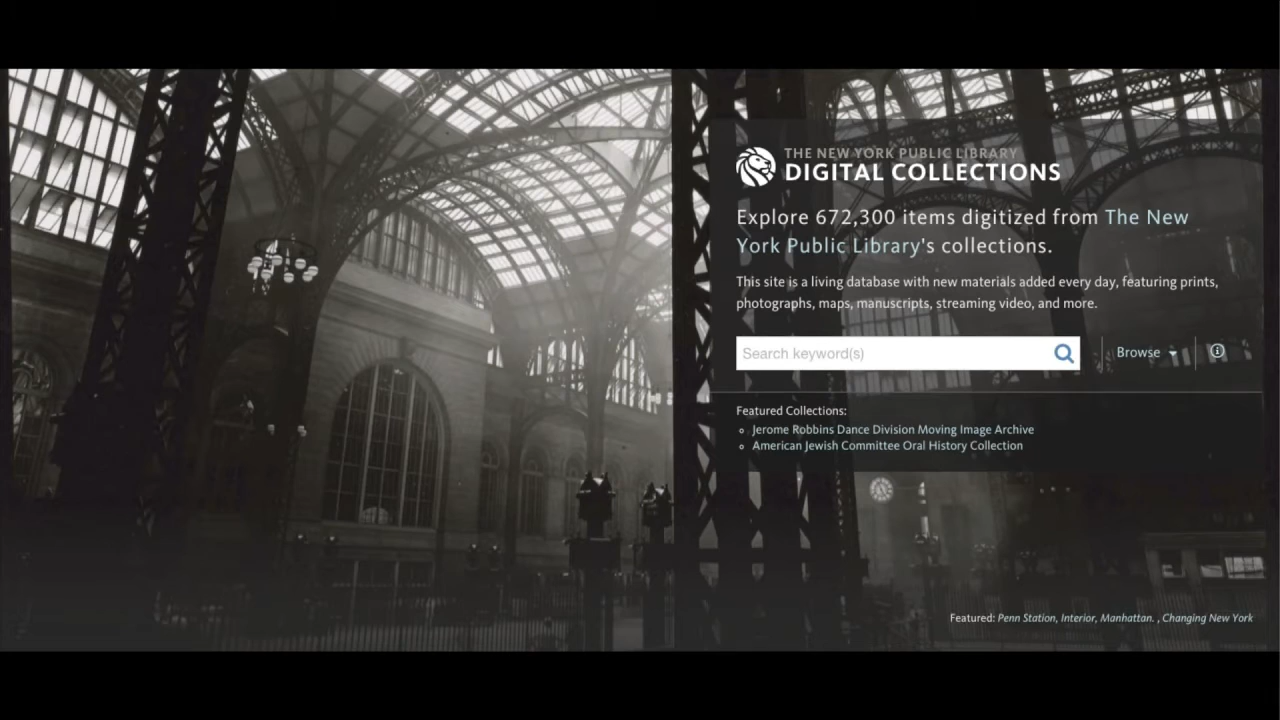 THE NEW YORK PUBLIC LIBRARY
DIGITAL COLLECTIONS
Explore 672,300 items digitized from The New
York Public Library's collections.
This site is a living database with new materials added every day, featuring prints,
photographs, maps, manuscripts, streaming video, and more.
Search keyword(s)
Browse
Featured Collections:
Jerome Robbins Dance Division Moving Image Archive
American Jewish Committee Oral History Collection
Featured: Penn Station, Interior, Manhattan. , Changing New York